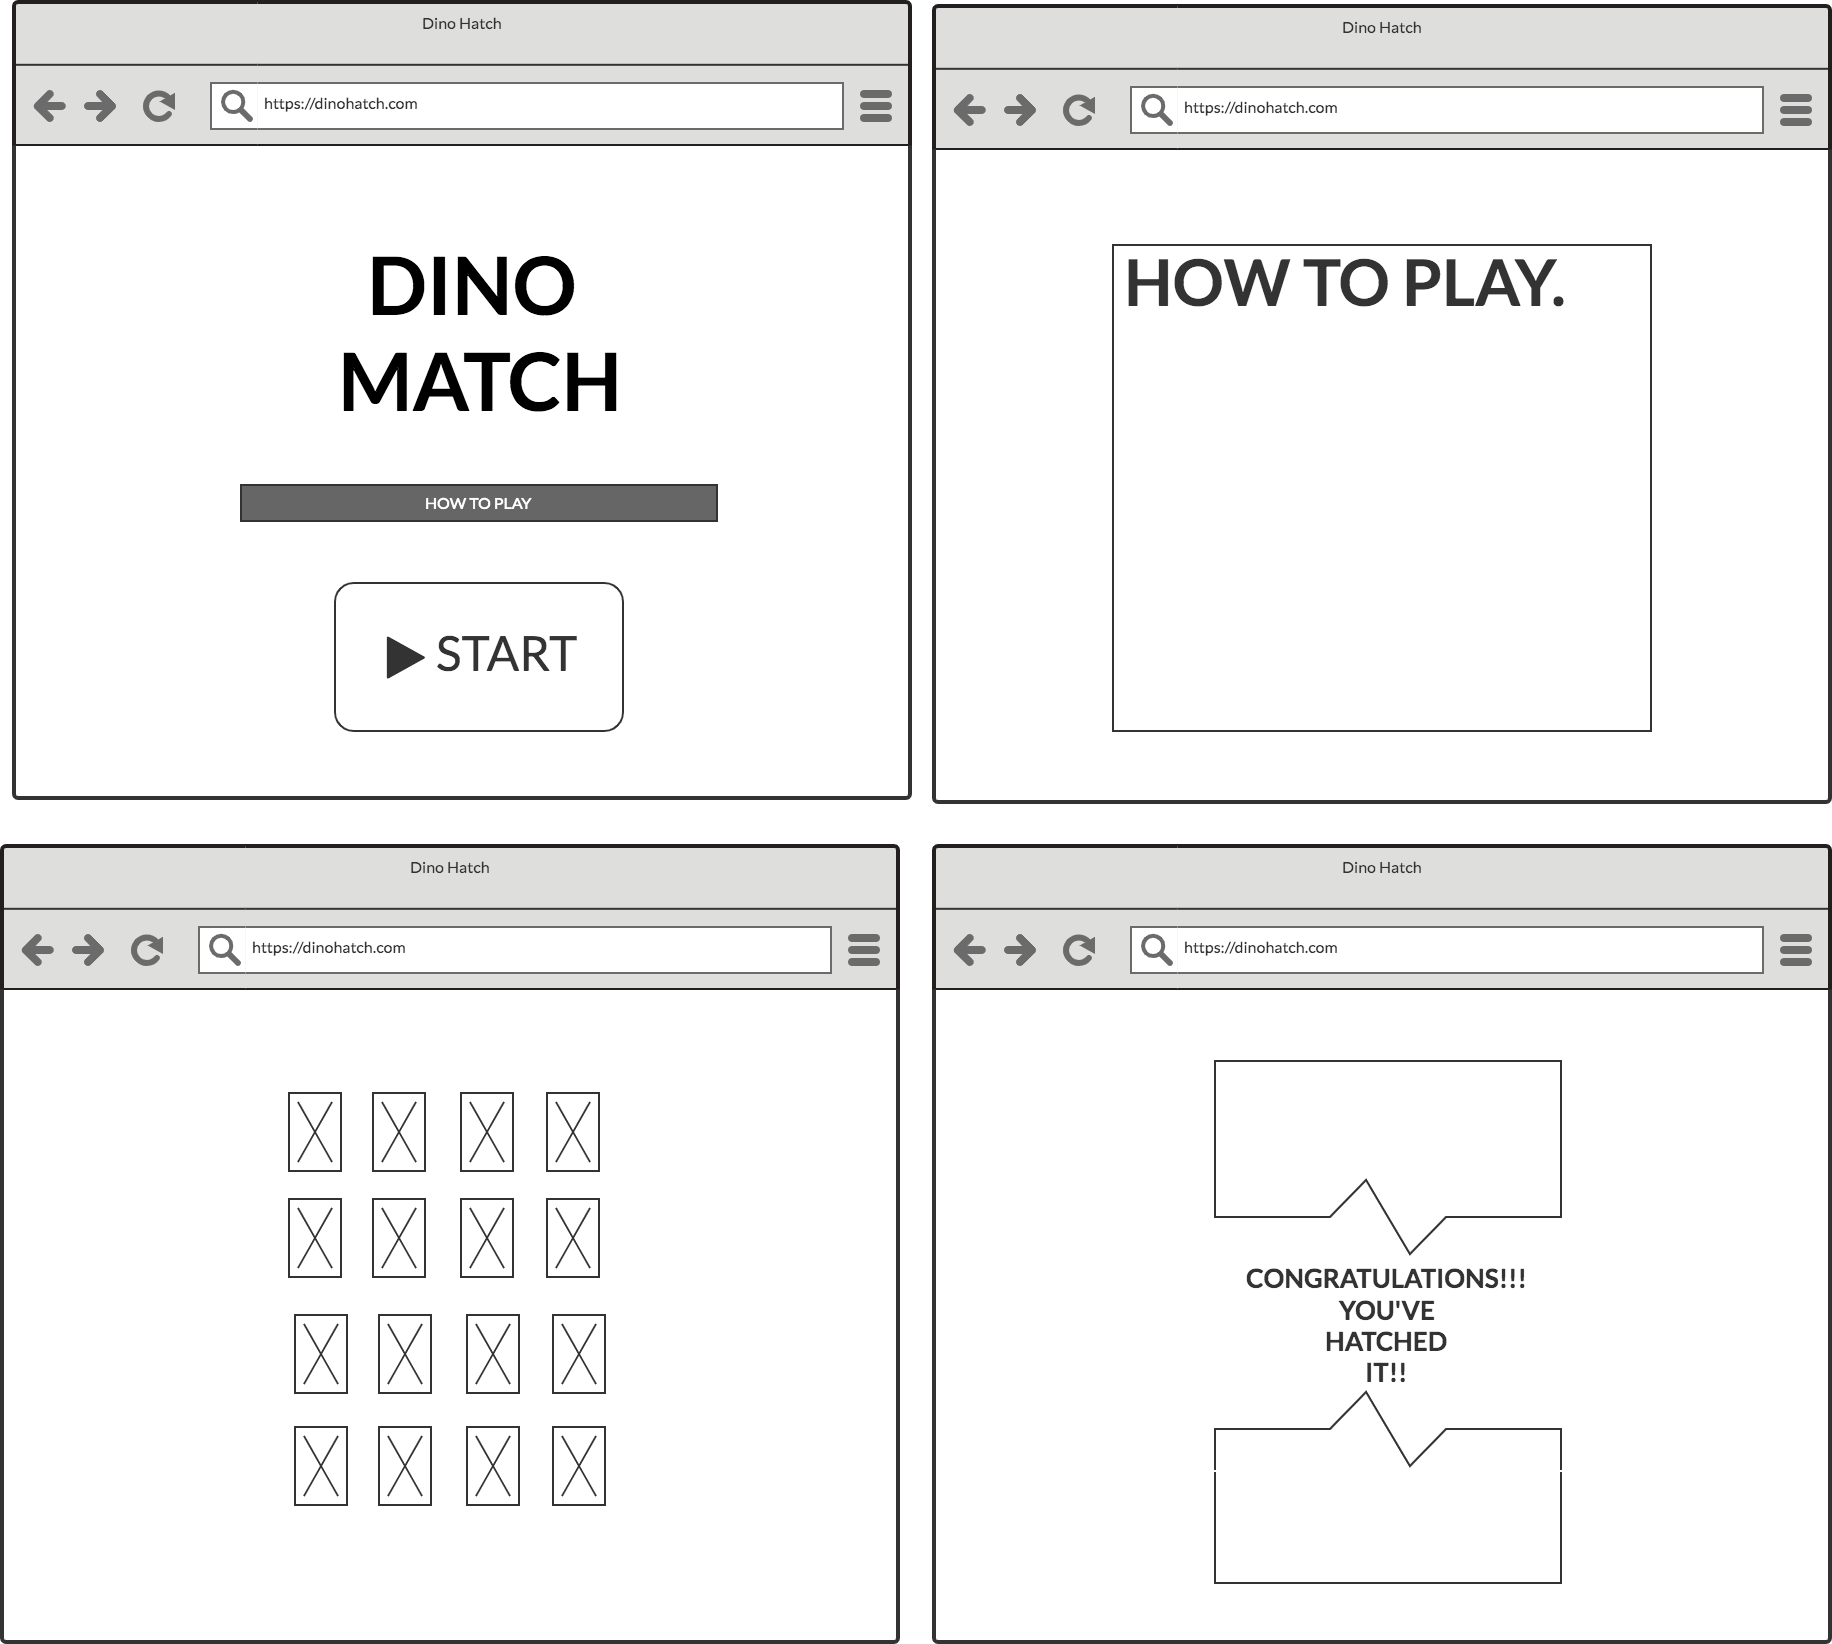 Dino Hatch
https://dinohatch.com
DINO
MATCH
HOW TO PLAY
START
Dino Hatch
https://dinohatch.com
HOW TO PLAY.
Dino Hatch
https://dinohatch.com
Dino Hatch
https://dinohatch.com
CONGRATULATIONS!!!
YOU'VE
HATCHED
IT!!